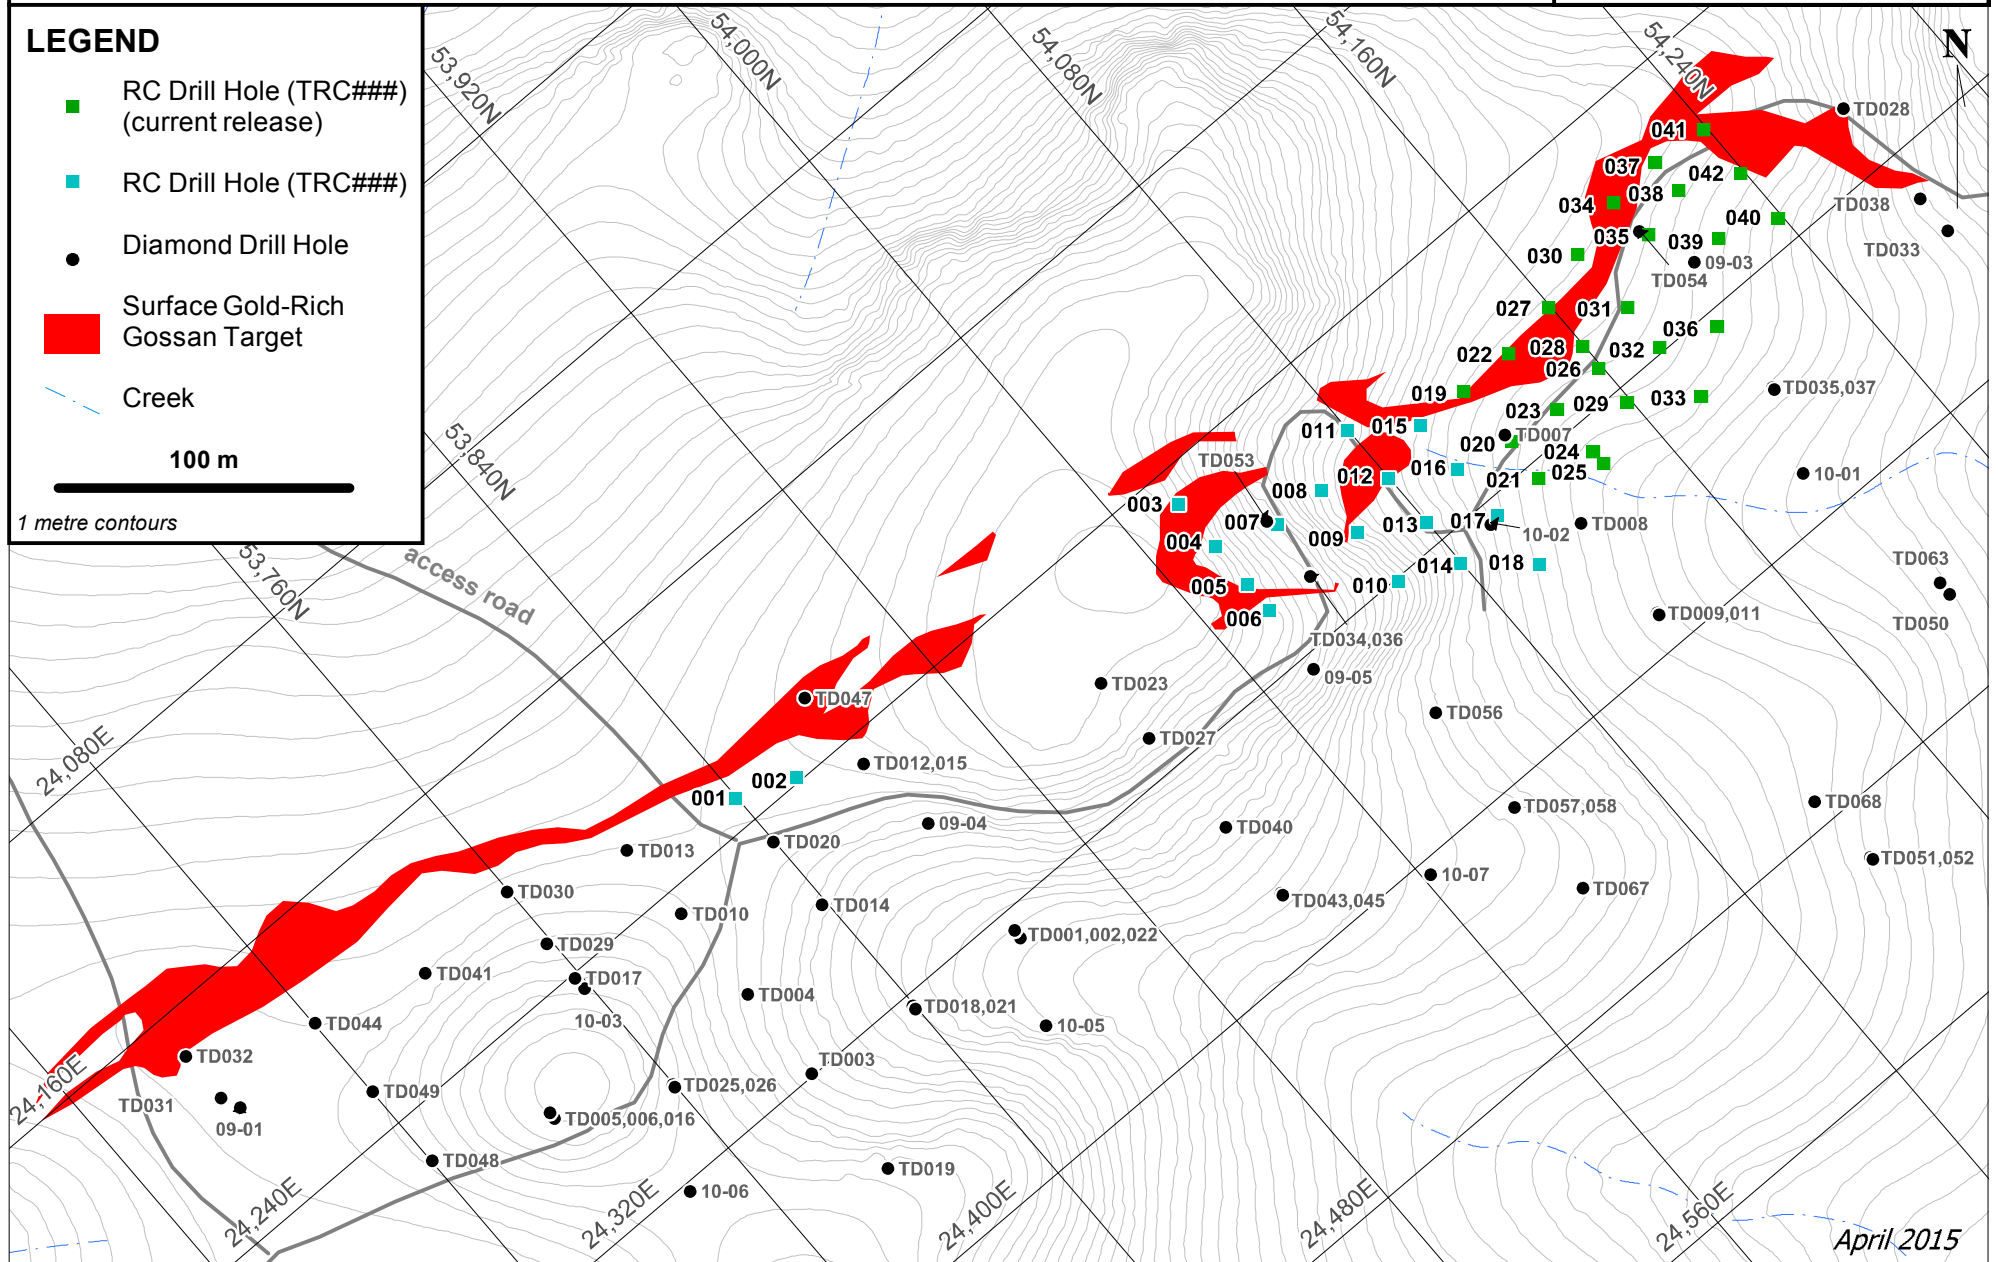 LEGEND
RC Drill Hole (TRC###)
(current release)
RC Drill Hole (TRC###)
Diamond Drill Hole
Surface Gold-Rich
Gossan Target
Creek
100 m
1 metre contours
53,920N
54,000N
54,080N
54,160N
54,240N
N
53,840N
53,760N
access road
24,080E
24,160E
24,240E
24,320E
24,400E
24,480E
24,560E
TD028
041
037
042
038
034
TD038
040
035
039
TD033
030
09-03
TD054
027
031
036
028
032
022
026
TD035,037
019
033
029
023
015
011
TD007
020
024
TD053
016
012
025
10-01
021
008
003
007
013
017
TD008
009
10-02
004
TD063
014
018
005
010
TD009,011
006
TD050
TD034,036
09-05
TD023
TD047
TD056
TD027
TD012,015
002
001
TD068
TD057,058
09-04
TD040
TD020
TD013
TD051,052
10-07
TD067
TD030
TD043,045
TD014
TD010
TD001,002,022
TD029
TD041
TD017
TD004
TD018,021
10-03
TD044
10-05
TD032
TD003
TD025,026
TD049
TD031
TD005,006,016
09-01
TD048
TD019
10-06
April 2015